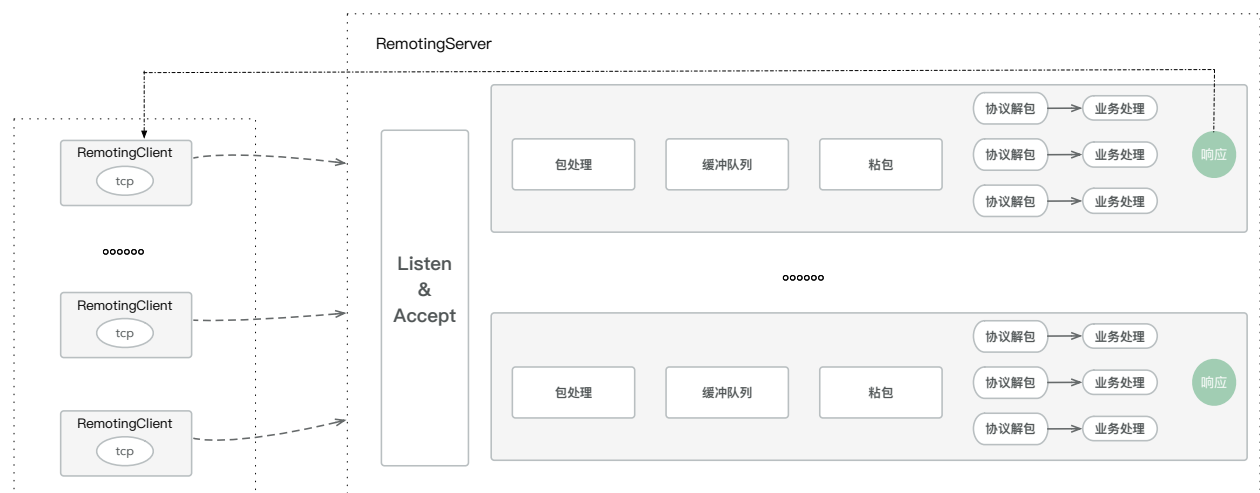 RemotingServer
RemotingClient
tcp
RemotingClient
tcp
RemotingClient
tcp
Listen
&
Accept
包处理
缓冲队列
粘包
协议解包
业务处理
协议解包
业务处理
协议解包
业务处理
响应
包处理
缓冲队列
粘包
协议解包
业务处理
协议解包
业务处理
协议解包
业务处理
响应